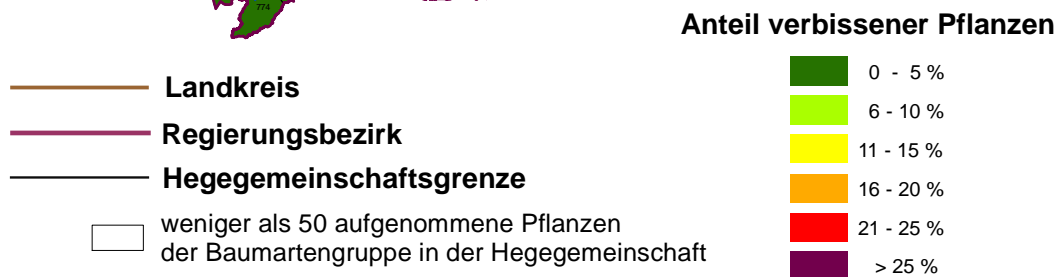 774
Anteil verbissener Pflanzen
0 - 5 %
6 - 10 %
11 - 15 %
16 - 20 %
21 - 25 %
> 25 %
Landkreis
Regierungsbezirk
Hegegemeinschaftsgrenze
weniger als 50 aufgenommene Pflanzen
der Baumartengruppe in der Hegegemeinschaft